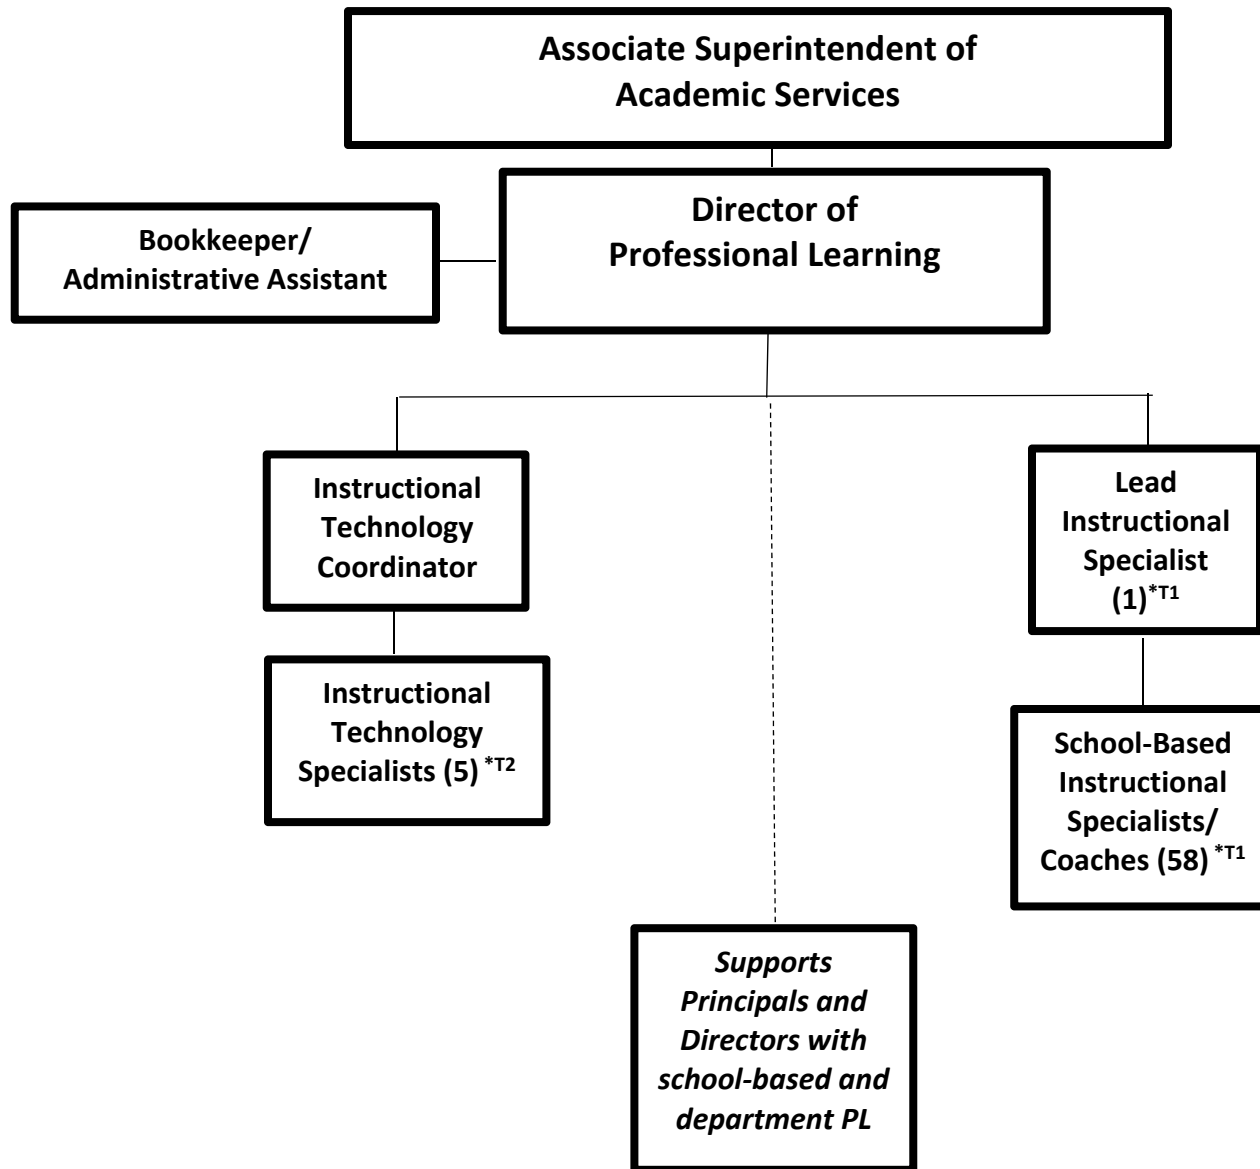 Associate Superintendent of
Academic Services
Director of
Professional Learning
Bookkeeper/
Administrative Assistant
Instructional
Technology
Coordinator
Lead
Instructional
Specialist
(1)*T1
Instructional
Technology
Specialists (5) *T2
School-Based
Instructional
Specialists/
Coaches (58) *T1
Supports
Principals and
Directors with
school-based and
department PL